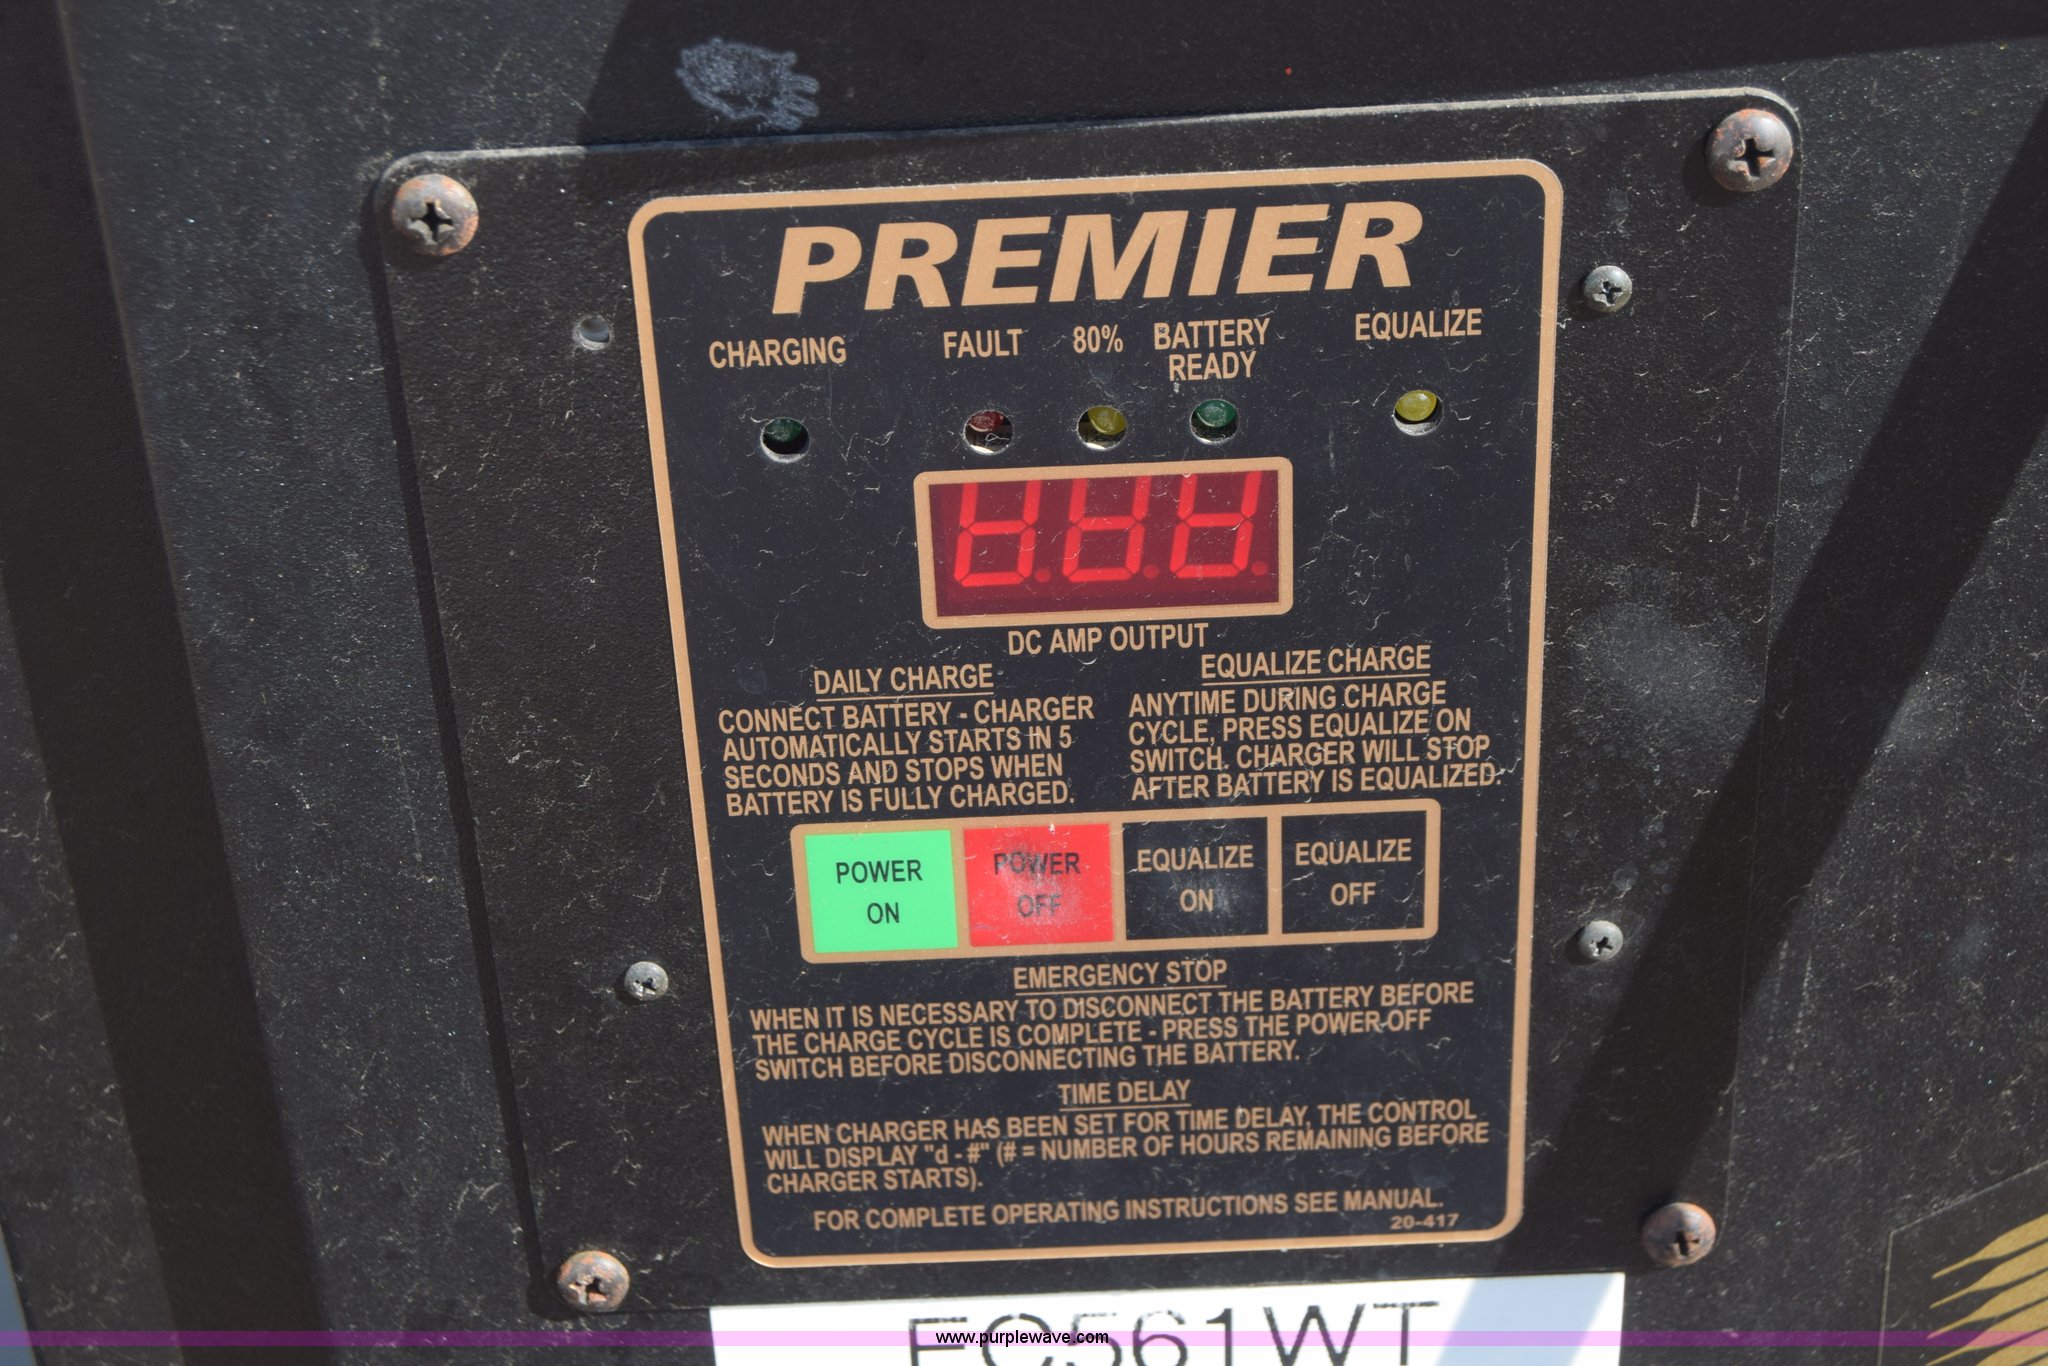 PREMIER
CHARGING
FAULT
80%
BATTERY
READY
EQUALIZE
DC AMP OUTPUT
DAILY CHARGE
CONNECT BATTERY - CHARGER
AUTOMATICALLY STARTS IN 5
SECONDS AND STOPS WHEN
BATTERY IS FULLY CHARGED.
EQUALIZE CHARGE
ANYTIME DURING CHARGE
CYCLE, PRESS EQUALIZE ON
SWITCH. CHARGER WILL STOP
AFTER BATTERY IS EQUALIZED.
POWER
ON
POWER
OFF
EQUALIZE
ON
EQUALIZE
OFF
EMERGENCY STOP
WHEN IT IS NECESSARY TO DISCONNECT THE BATTERY BEFORE
THE CHARGE CYCLE IS COMPLETE - PRESS THE POWER OFF
SWITCH BEFORE DISCONNECTING THE BATTERY.
TIME DELAY
WHEN CHARGER HAS BEEN SET FOR TIME DELAY, THE CONTROL
WILL DISPLAY "d - #" (# = NUMBER OF HOURS REMAINING BEFORE
CHARGER STARTS).
FOR COMPLETE OPERATING INSTRUCTIONS SEE MANUAL.
20-417
EC561WT
www.purplewave.com